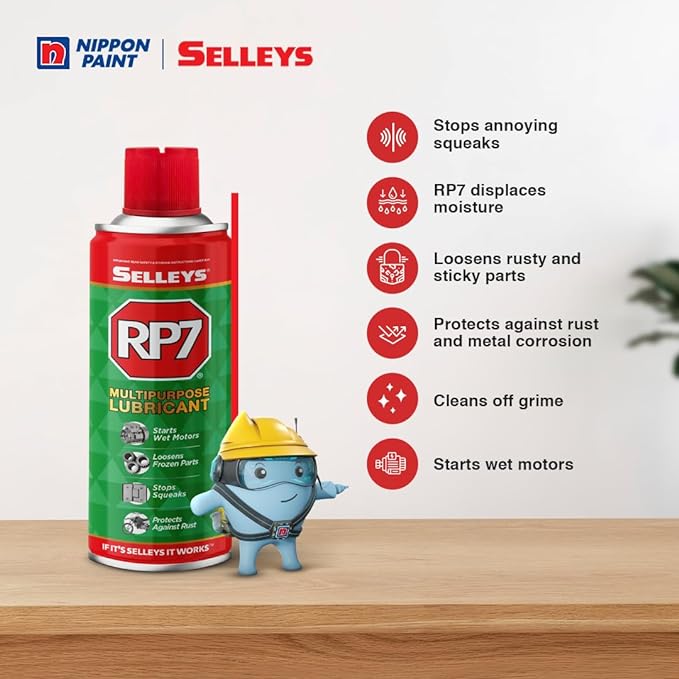 NIPPON
PAINT
SELLEYS
Stops annoying
squeaks
RP7 displaces
moisture
Loosens rusty and
sticky parts
Protects against rust
and metal corrosion
Cleans off grime
Starts wet motors
SELLEYS®
RP7®
MULTIPURPOSE
LUBRICANT
Starts
Wet Motors
Loosens
Frozen Parts
Stops
Squeaks
Protects
Against Rust
IF IT'S SELLEYS IT WORKS™